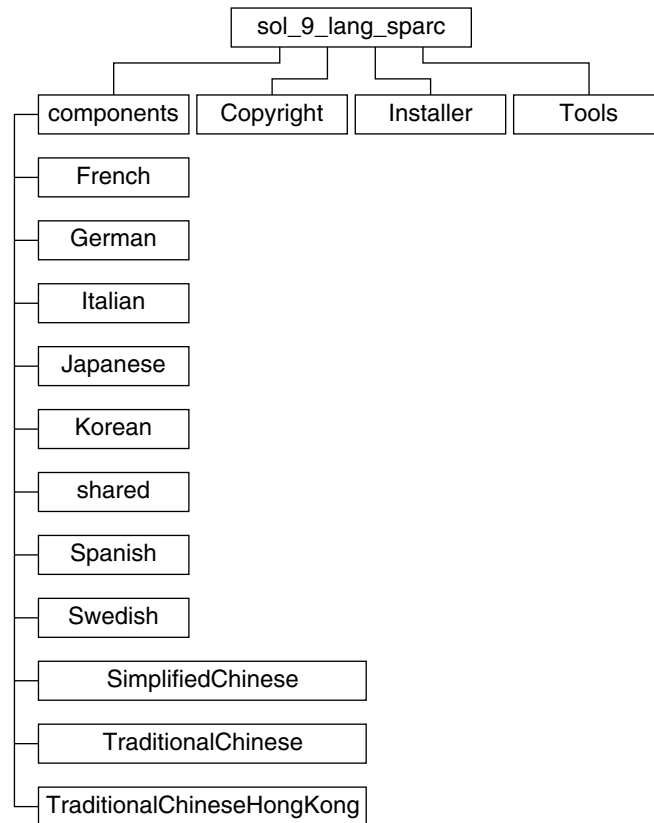 sol_9_lang_sparc
components
Copyright
Installer
Tools
French
German
Italian
Japanese
Korean
shared
Spanish
Swedish
SimplifiedChinese
TraditionalChinese
TraditionalChineseHongKong